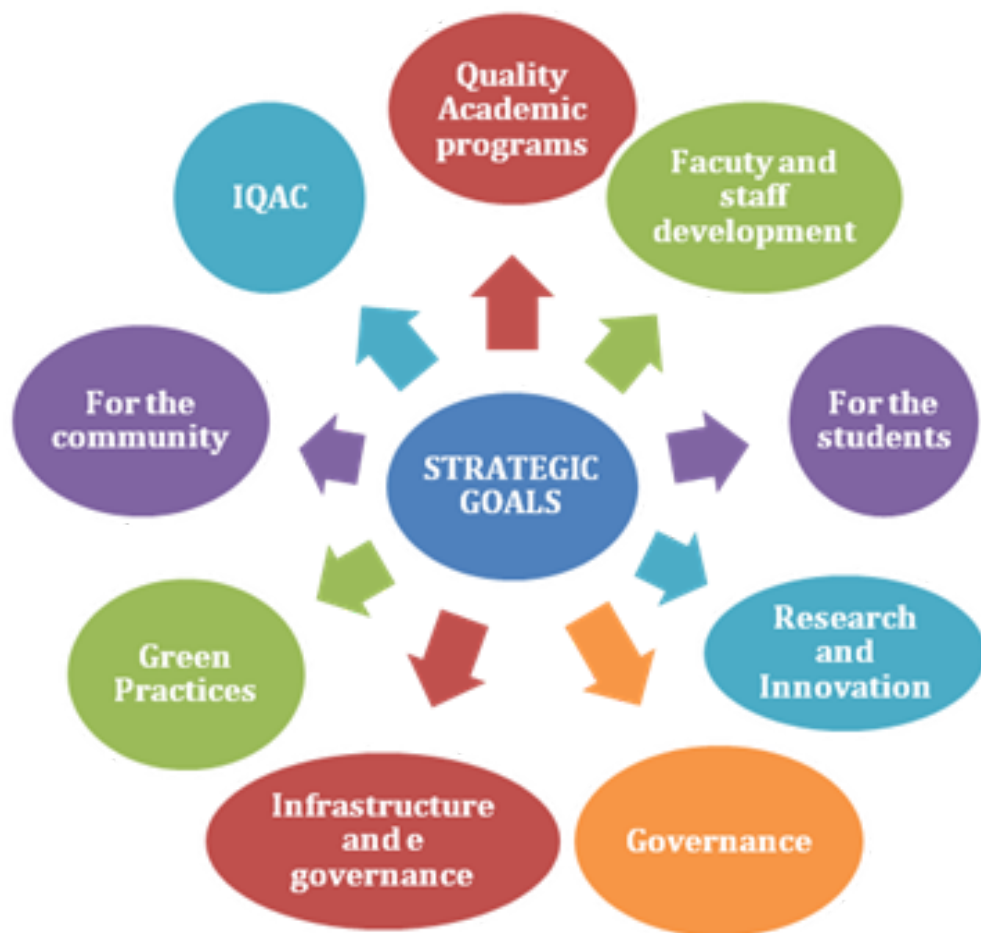 Quality
Academic
programs
Facuty and
staff
development
For the
students
Research
and
Innovation
Governance
Infrastructure
and e
governance
Green
Practices
For the
community
IQAC
STRATEGIC
GOALS